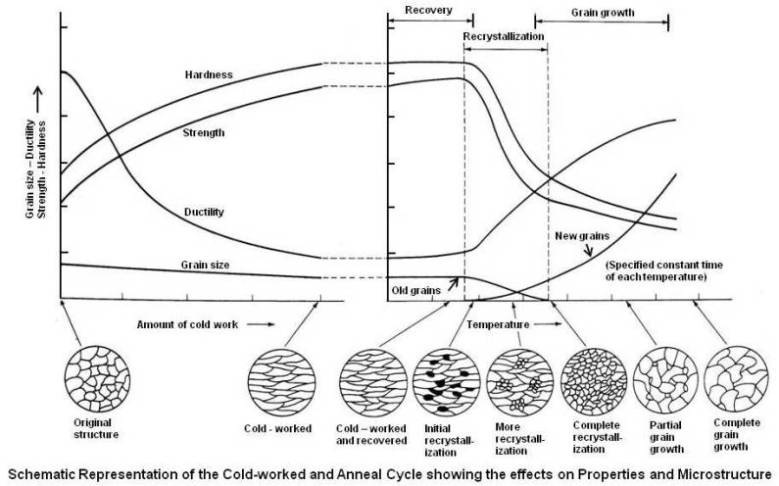 Recovery
Grain growth
Recrystallization
Hardness
Strength
Grain size – Ductility
Strength - Hardness
Ductility
Grain size
New grains
Old grains
(Specified constant time
of each temperature)
Amount of cold work
Temperature
Original
structure
Cold - worked
Cold – worked
and recovered
Initial
recrystall-
ization
More
recrystall-
ization
Complete
recrystall-
ization
Partial
grain
growth
Complete
grain
growth
Schematic Representation of the Cold-worked and Anneal Cycle showing the effects on Properties and Microstructure